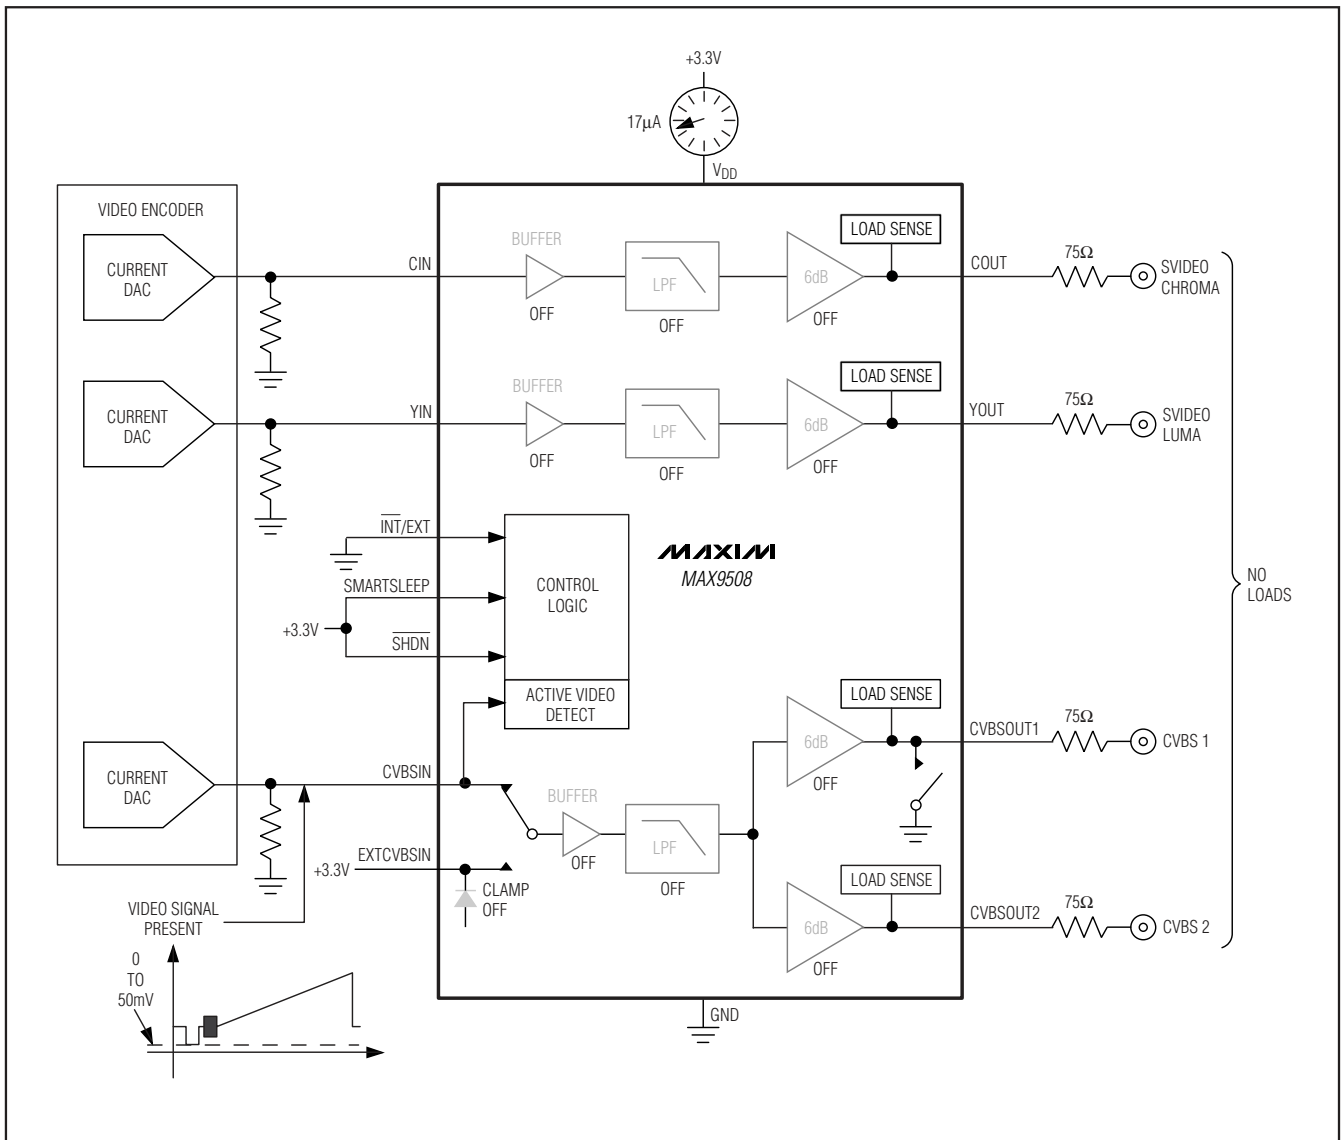 +3.3V
17μA
VDD
VIDEO ENCODER
CURRENT
DAC
CIN
BUFFER
OFF
LPF
OFF
6dB
OFF
LOAD SENSE
COUT
75Ω
SVIDEO
CHROMA
CURRENT
DAC
YIN
BUFFER
OFF
LPF
OFF
6dB
OFF
LOAD SENSE
YOUT
75Ω
SVIDEO
LUMA
INT/EXT
SMARTSLEEP
+3.3V
SHDN
CONTROL
LOGIC
ACTIVE VIDEO
DETECT
MAXIM
MAX9508
NO
LOADS
CURRENT
DAC
CVBSIN
BUFFER
OFF
LPF
OFF
6dB
OFF
LOAD SENSE
CVBSOUT1
75Ω
CVBS 1
+3.3V
EXTCVBSIN
CLAMP
OFF
6dB
OFF
LOAD SENSE
CVBSOUT2
75Ω
CVBS 2
VIDEO SIGNAL
PRESENT
0
TO
50mV
GND